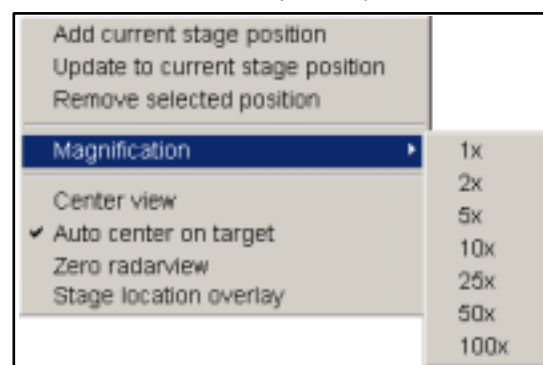 Add current stage position
Update to current stage position
Remove selected position
Magnification
1x
2x
5x
10x
25x
50x
100x
Center view
Auto center on target
Zero radarview
Stage location overlay